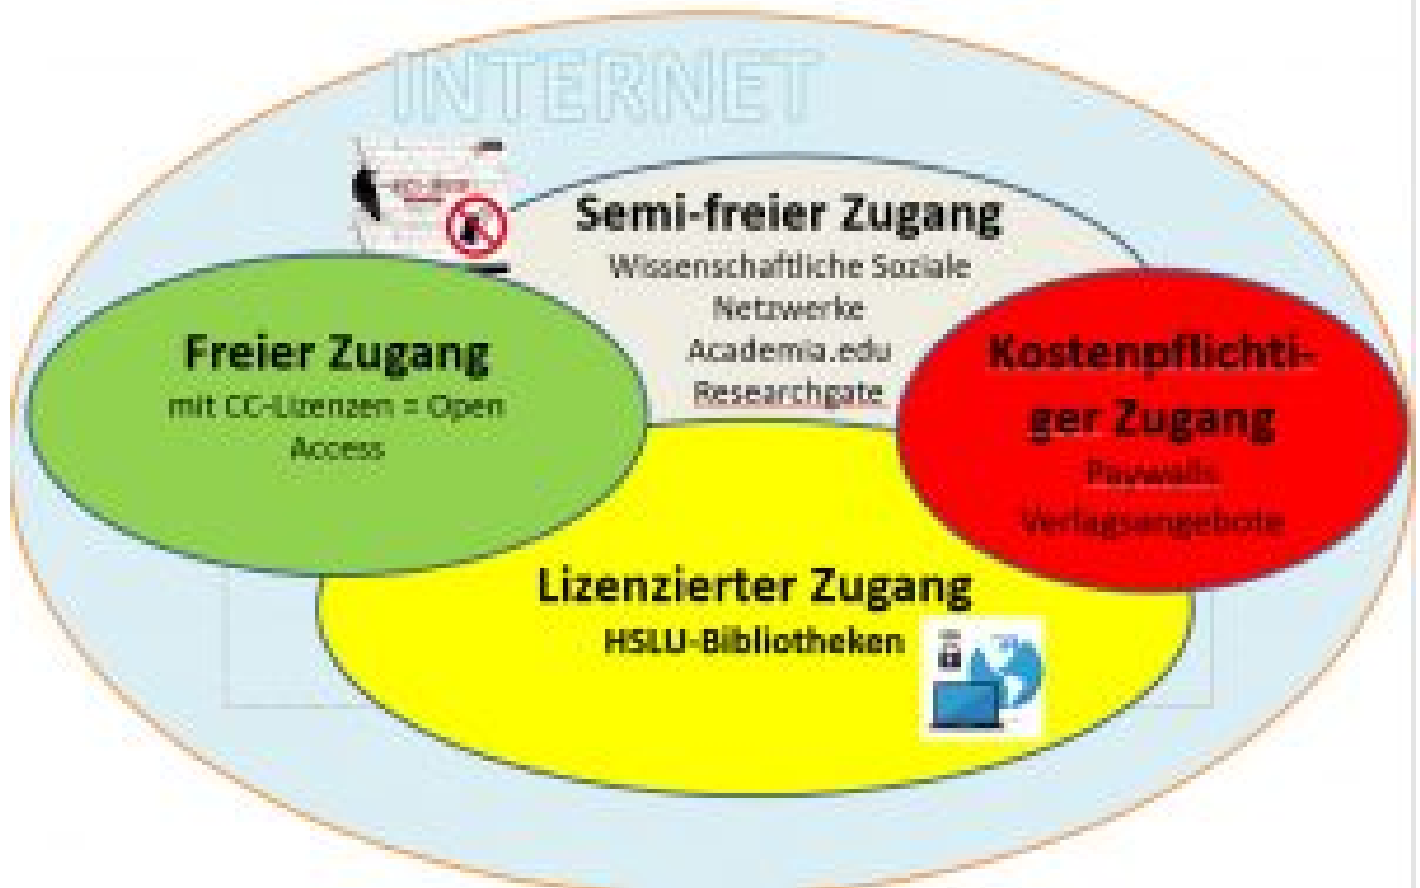 INTERNET
Semi-freier Zugang
Wissenschaftliche Soziale
Netzwerke
Academia.edu
Researchgate
Freier Zugang
mit CC-Lizenzen = Open
Access
Kostenpflichti-
ger Zugang
Paywalls
Verlagsangebote
Lizenzierter Zugang
HSLU-Bibliotheken